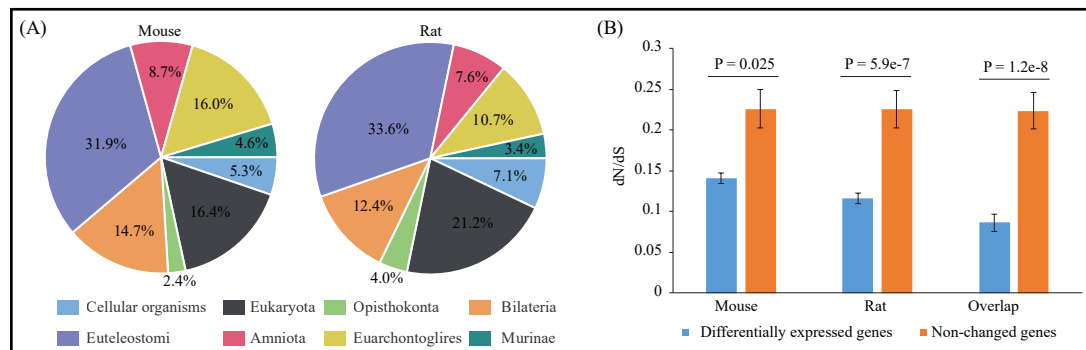 (A)
Mouse
8.7%
16.0%
4.6%
5.3%
16.4%
2.4%
14.7%
31.9%
Rat
7.6%
10.7%
3.4%
7.1%
21.2%
4.0%
12.4%
33.6%
Cellular organisms
Eukaryota
Opisthokonta
Bilateria
Euteleostomi
Amniota
Euarchontoglires
Murinae
(B)
dN/dS
0.3
0.25
0.2
0.15
0.1
0.05
0
P = 0.025
P = 5.9e-7
P = 1.2e-8
Mouse
Rat
Overlap
Differentially expressed genes
Non-changed genes